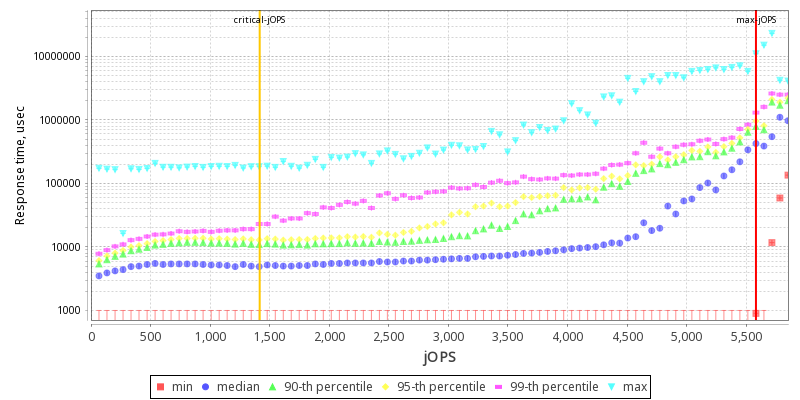 critical-jOPS max-jOPS
10000000
1000000
100000
10000
1000
Response time, usec
0 500 1,000 1,500 2,000 2,500 3,000 3,500 4,000 4,500 5,000 5,500
jOPS
min median 90-th percentile 95-th percentile 99-th percentile max